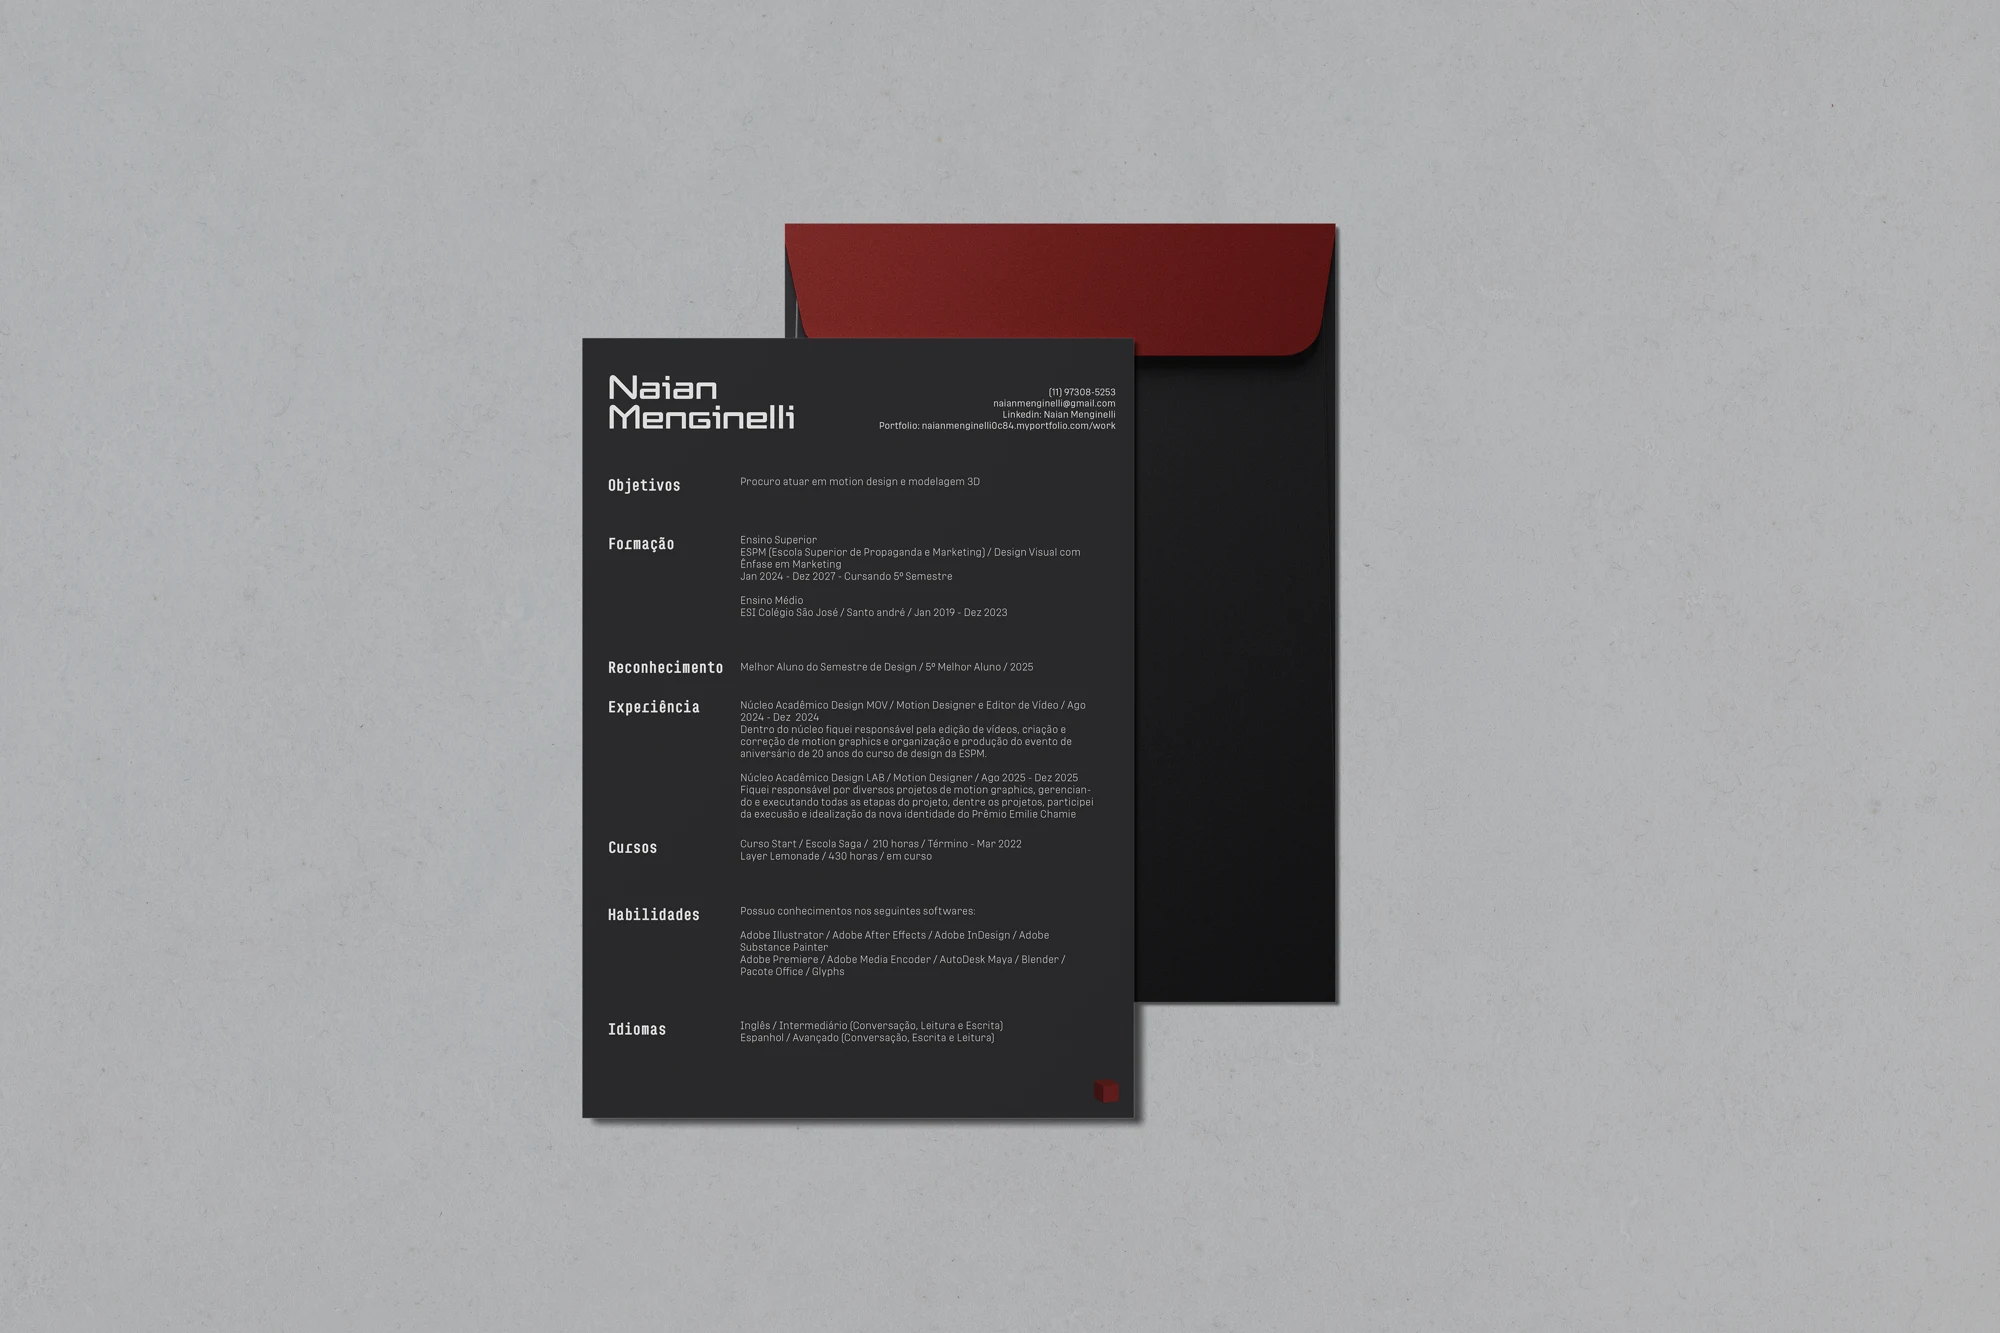 Naian
Menginelli
(11) 97308-5253
naianmenginelli@gmail.com
Linkedin: Naian Menginelli
Portfolio: naianmenginelli0c84.myportfolio.com/work
Objetivos
Procuro atuar em motion design e modelagem 3D
Formação
Ensino Superior
ESPM (Escola Superior de Propaganda e Marketing) / Design Visual com
Ênfase em Marketing
Jan 2024 - Dez 2027 - Cursando 5º Semestre
Ensino Médio
ESI Colégio São José / Santo andré / Jan 2019 - Dez 2023
Reconhecimento
Melhor Aluno do Semestre de Design / 5º Melhor Aluno / 2025
Experiência
Núcleo Acadêmico Design MOV / Motion Designer e Editor de Vídeo / Ago
2024 - Dez  2024
Dentro do núcleo fiquei responsável pela edição de vídeos, criação e
correção de motion graphics e organização e produção do evento de
aniversário de 20 anos do curso de design da ESPM.
Núcleo Acadêmico Design LAB / Motion Designer / Ago 2025 - Dez 2025
Fiquei responsável por diversos projetos de motion graphics, gerencian-
do e executando todas as etapas do projeto, dentre os projetos, participei
da execusão e idealização da nova identidade do Prêmio Emilie Chamie
Cursos
Curso Start / Escola Saga /  210 horas / Término - Mar 2022
Layer Lemonade / 430 horas / em curso
Habilidades
Possuo conhecimentos nos seguintes softwares:
Adobe Illustrator / Adobe After Effects / Adobe InDesign / Adobe
Substance Painter
Adobe Premiere / Adobe Media Encoder / AutoDesk Maya / Blender /
Pacote Office / Glyphs
Idiomas
Inglês / Intermediário (Conversação, Leitura e Escrita)
Espanhol / Avançado (Conversação, Escrita e Leitura)